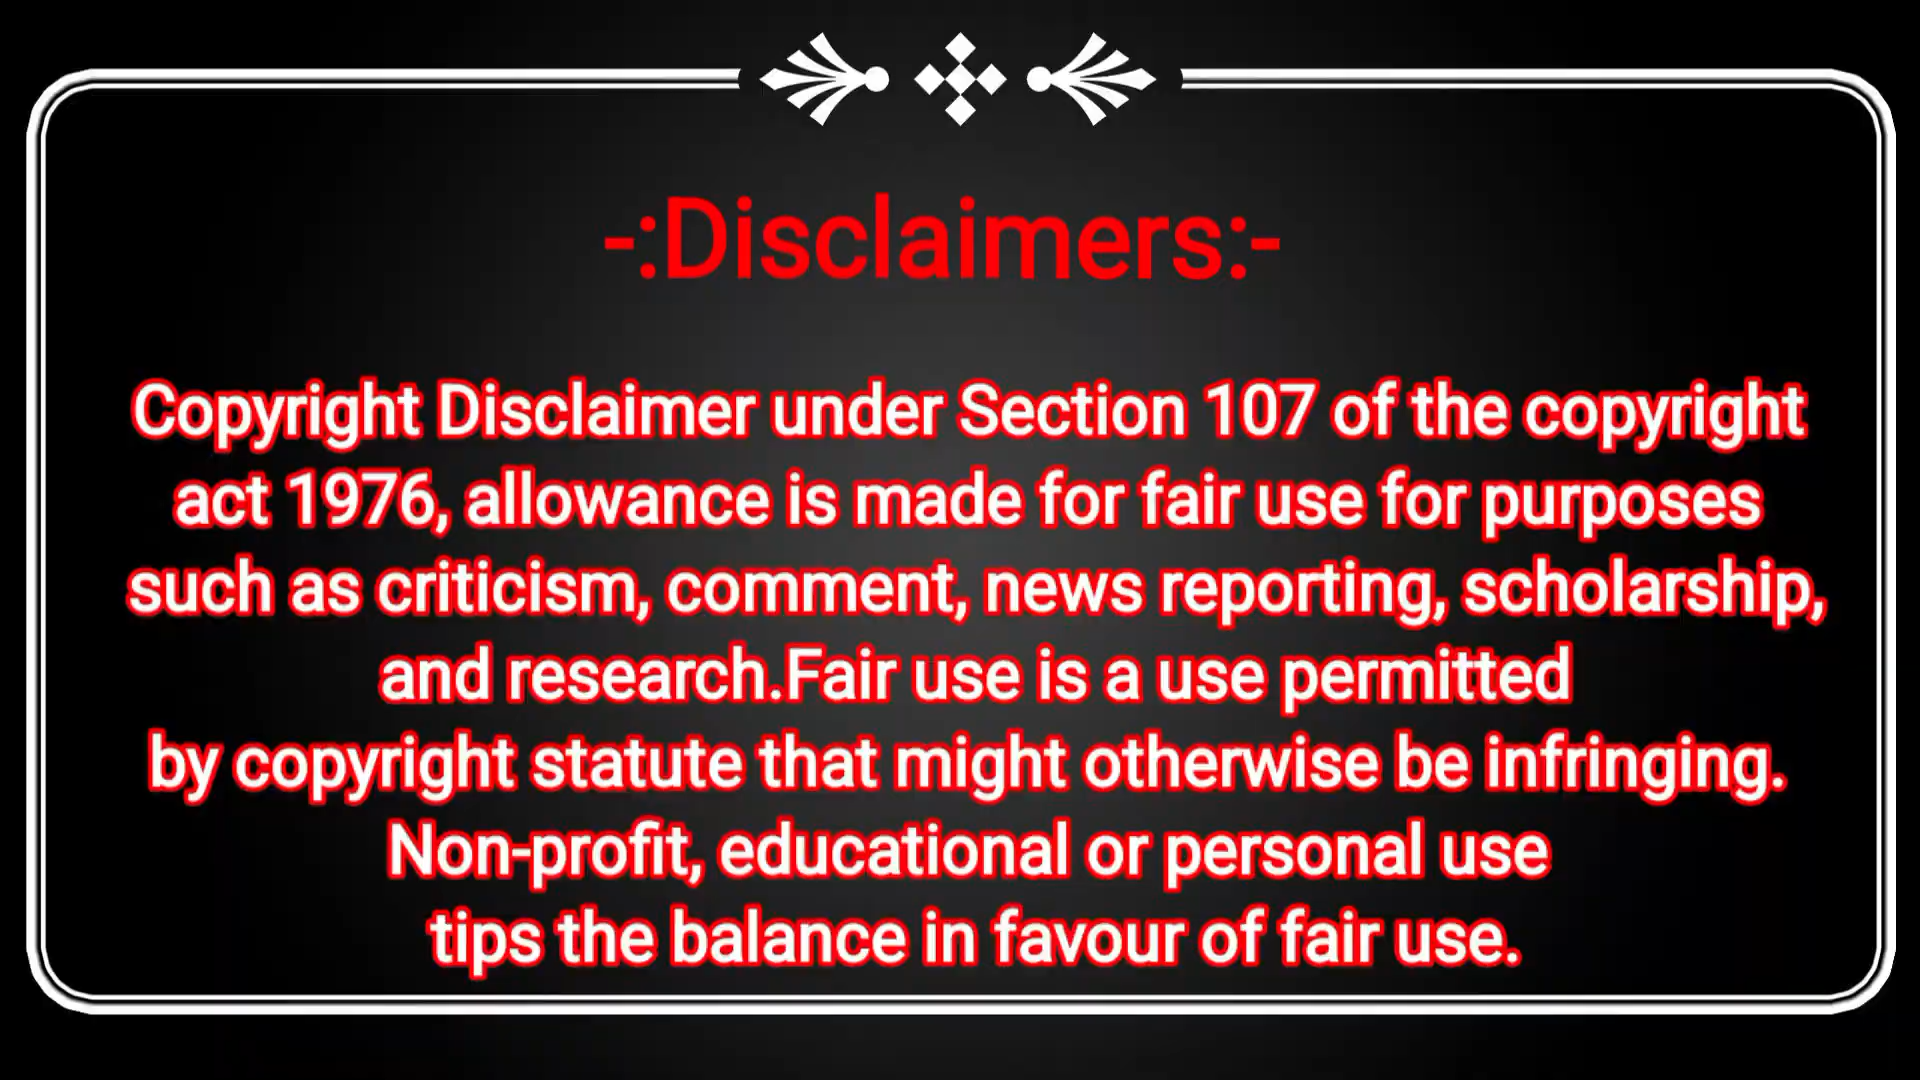 -:Disclaimers:-
Copyright Disclaimer under Section 107 of the copyright
act 1976, allowance is made for fair use for purposes
such as criticism, comment, news reporting, scholarship,
and research.Fair use is a use permitted
by copyright statute that might otherwise be infringing.
Non-profit, educational or personal use
tips the balance in favour of fair use.